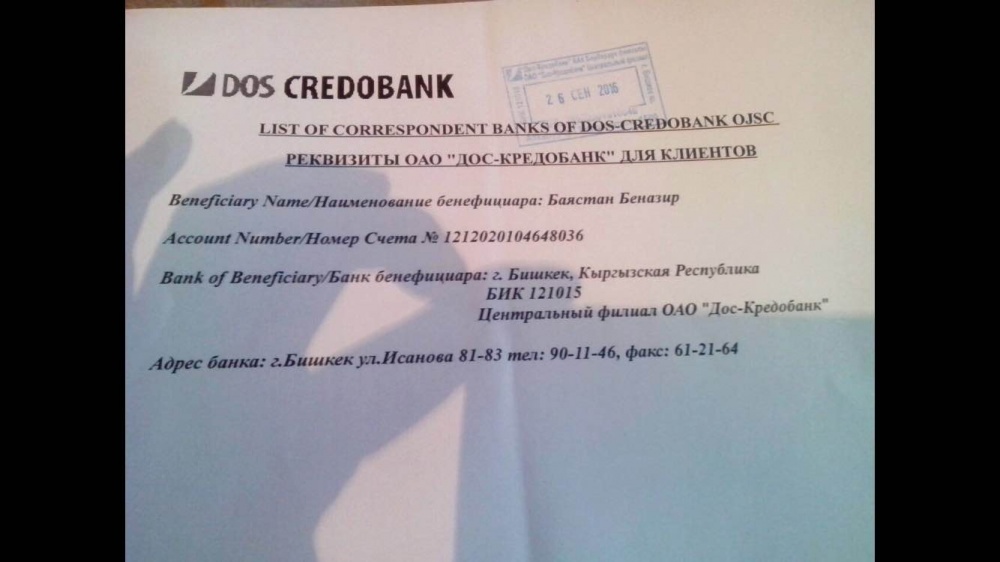 DOS CREDOBANK
26 СЕН 2016
LIST OF CORRESPONDENT BANKS OF DOS-CREDOBANK OJSC
РЕКВИЗИТЫ ОАО "ДОС-КРЕДОБАНК" ДЛЯ КЛИЕНТОВ
Beneficiary Name/Наименование бенефициара: Баястан Беназир
Account Number/Номер Счета № 1212020104648036
Bank of Beneficiary/Банк бенефициара: г. Бишкек, Кыргызская Республика
БИК 121015
Центральный филиал ОАО "Дос-Кредобанк"
Адрес банка: г.Бишкек ул.Исанова 81-83 тел: 90-11-46, факс: 61-21-64